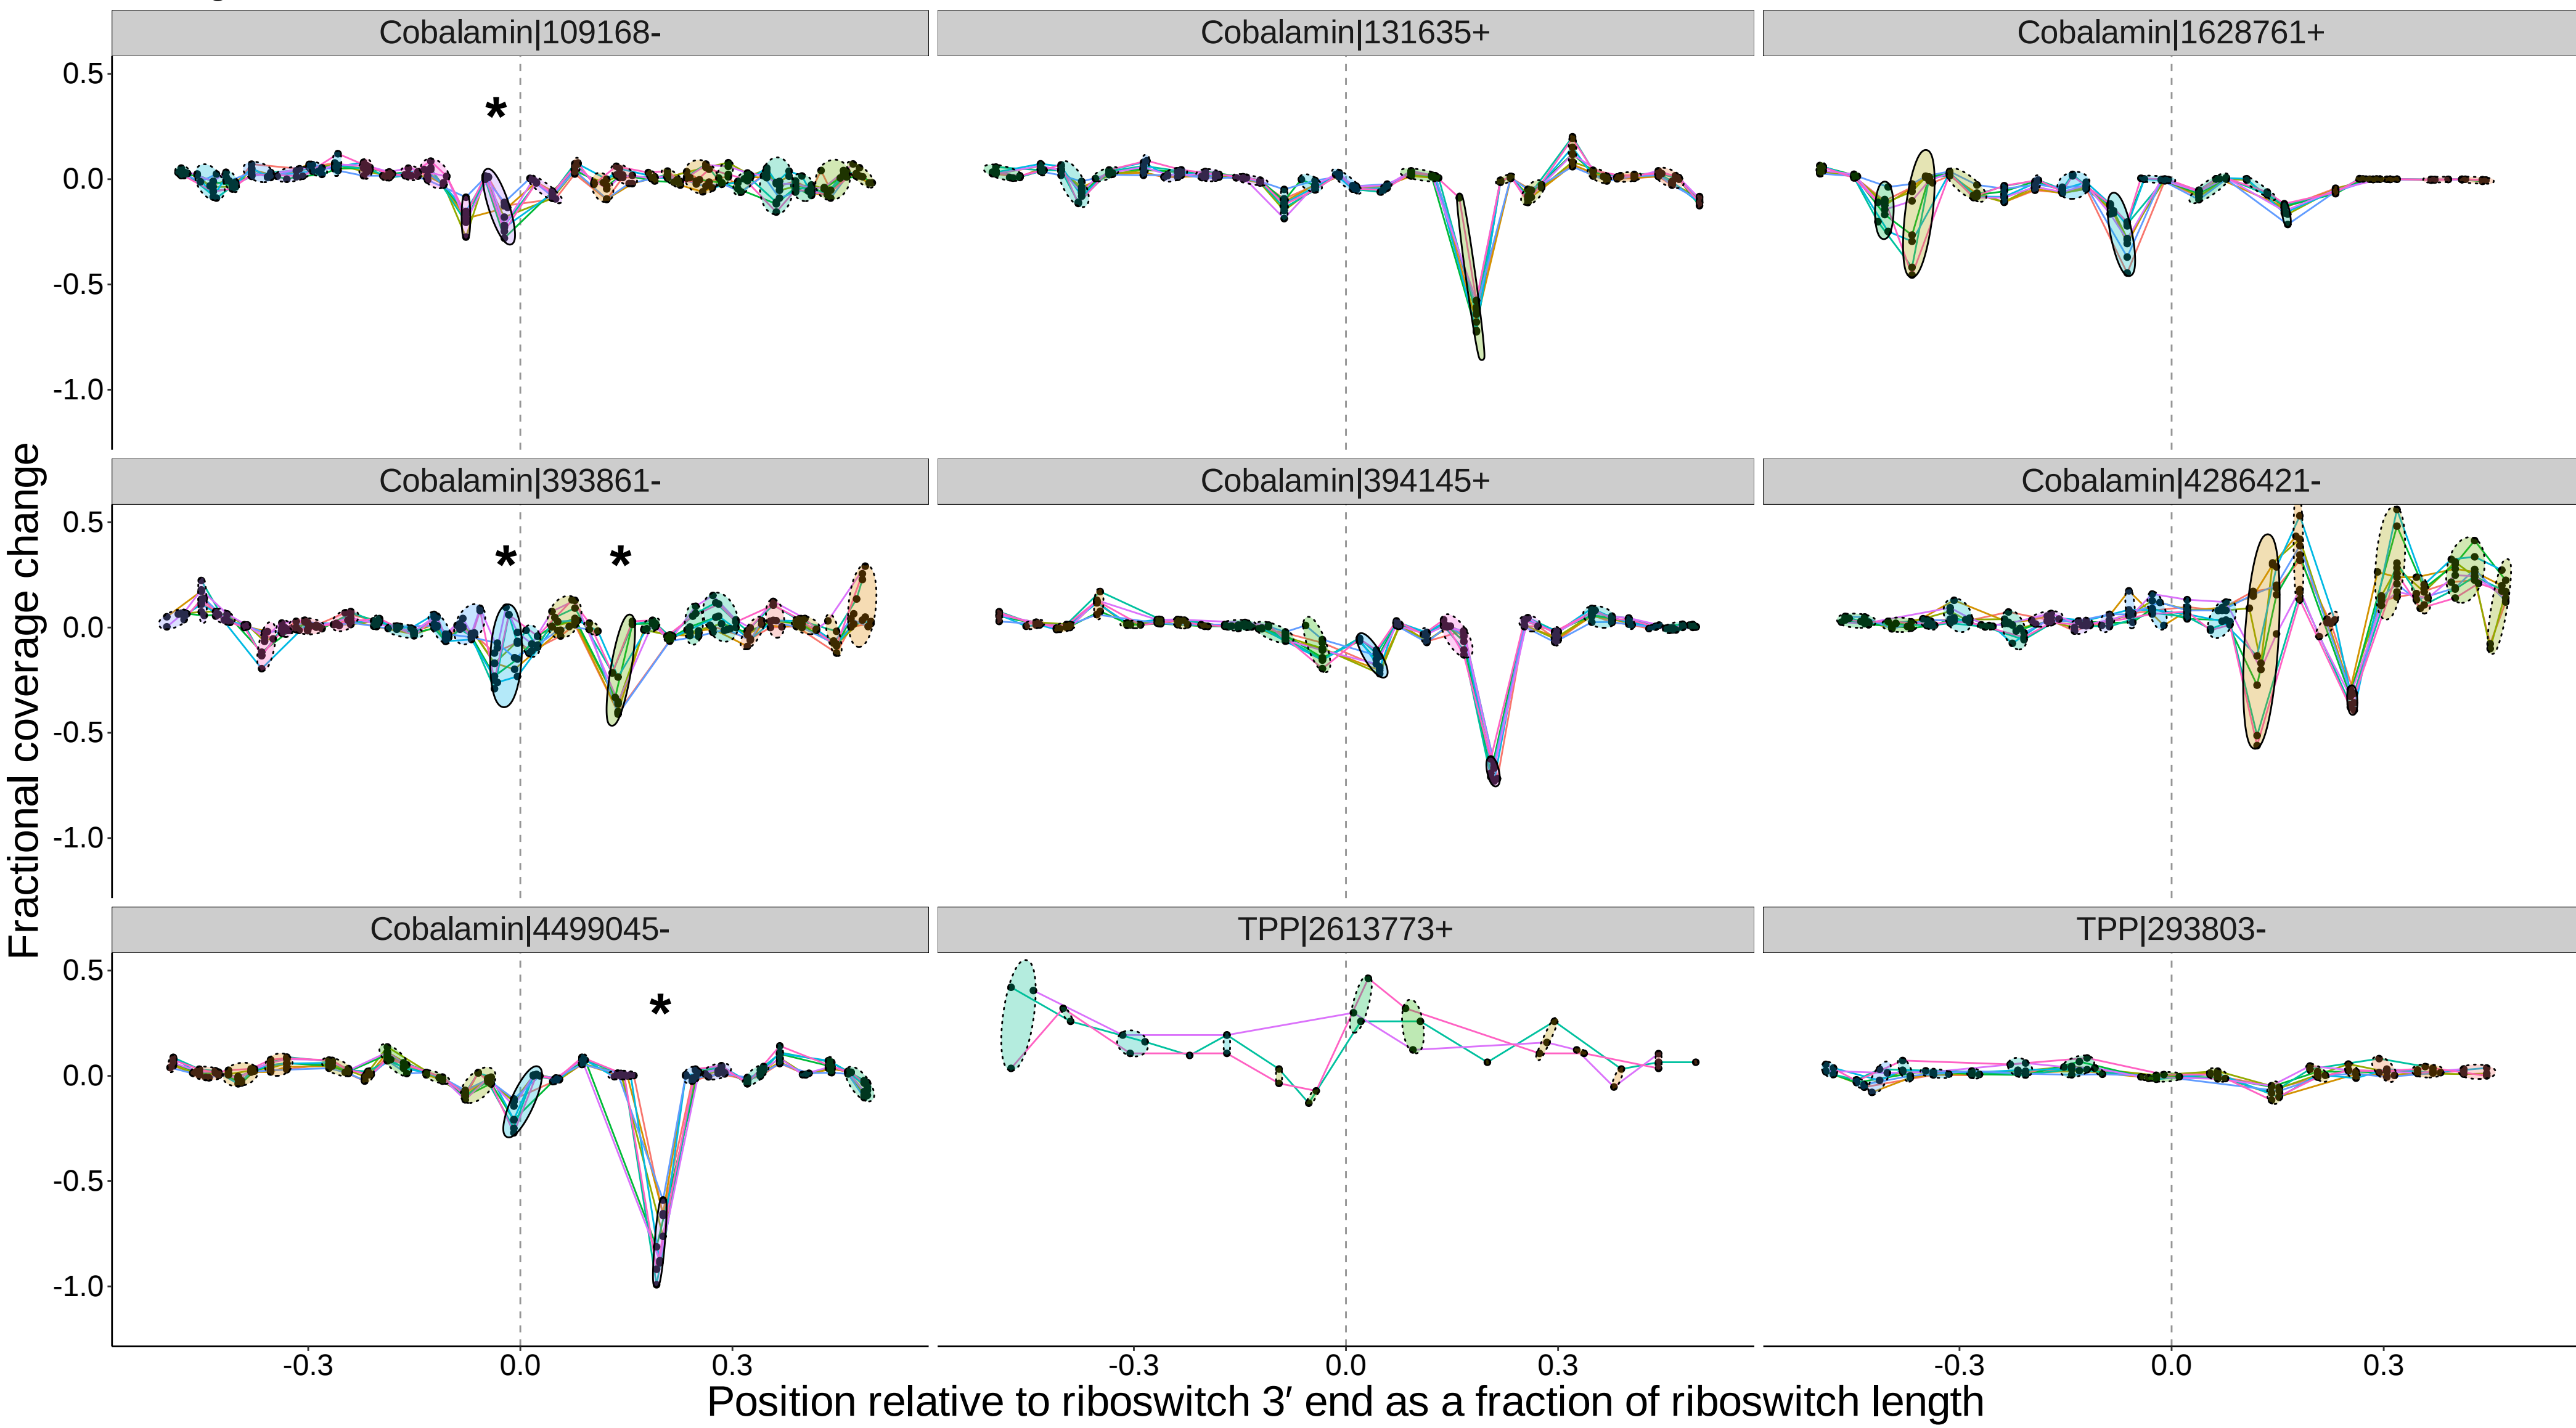 Cobalamin|109168-
Cobalamin|131635+
Cobalamin|1628761+
0.5
*
0.0
-0.5
-1.0
Cobalamin|393861-
Cobalamin|394145+
Cobalamin|4286421-
0.5
* *
0.0
-0.5
-1.0
Fractional coverage change
Cobalamin|4499045-
TPP|2613773+
TPP|293803-
0.5
*
0.0
-0.5
-1.0
-0.3 0.0 0.3
-0.3 0.0 0.3
-0.3 0.0 0.3
Position relative to riboswitch 3′ end as a fraction of riboswitch length